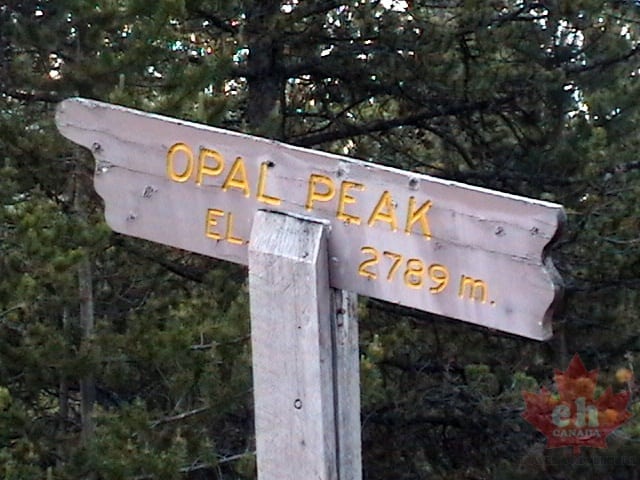 OPAL PEAK
EL. 2789 m.
eh
CANADA